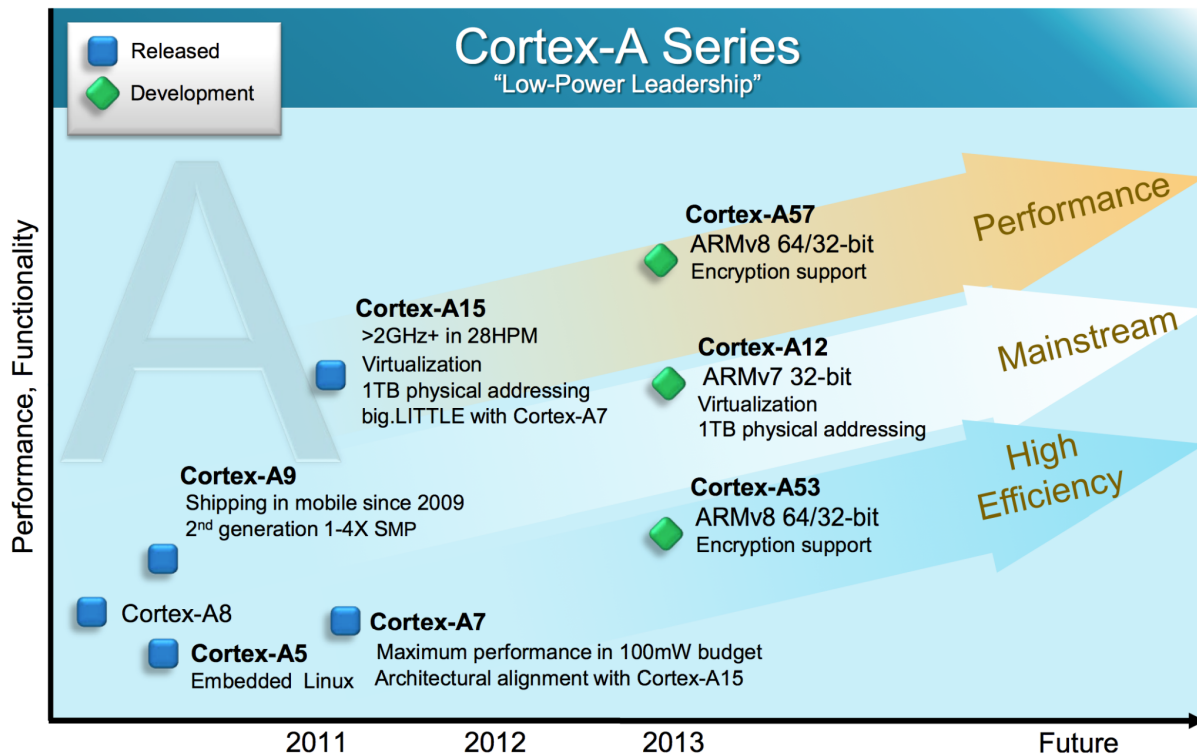 Released
Development
Cortex-A Series
“Low-Power Leadership”
A
Performance, Functionality
Performance
Mainstream
High
Efficiency
Cortex-A57
ARMv8 64/32-bit
Encryption support
Cortex-A15
>2GHz+ in 28HPM
Virtualization
1TB physical addressing
big.LITTLE with Cortex-A7
Cortex-A12
ARMv7 32-bit
Virtualization
1TB physical addressing
Cortex-A9
Shipping in mobile since 2009
2nd generation 1-4X SMP
Cortex-A53
ARMv8 64/32-bit
Encryption support
Cortex-A8
Cortex-A5
Embedded Linux
Cortex-A7
Maximum performance in 100mW budget
Architectural alignment with Cortex-A15
2011
2012
2013
Future